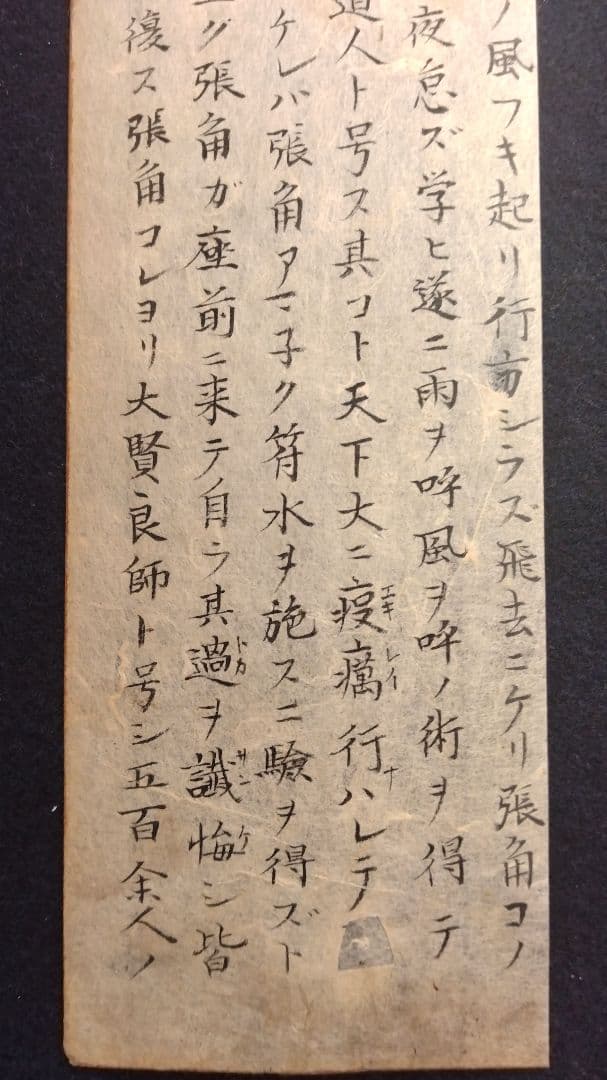 ノ風フキ起リ行方シラズ飛去ニケリ張角コノ
夜怠ズ学ヒ遂ニ雨ヲ呼風ヲ呼ノ術ヲ得テ
道人ト号ス其コト天下大ニ疫癘行ハレテ
ケレバ張角アマ子ク符水ヲ施スニ驗ヲ得ズト
グ張角ガ座前ニ来テ自ラ其過ヲ懴悔シ皆
復ス張角コレヨリ大賢良師ト号シ五百余人ノ